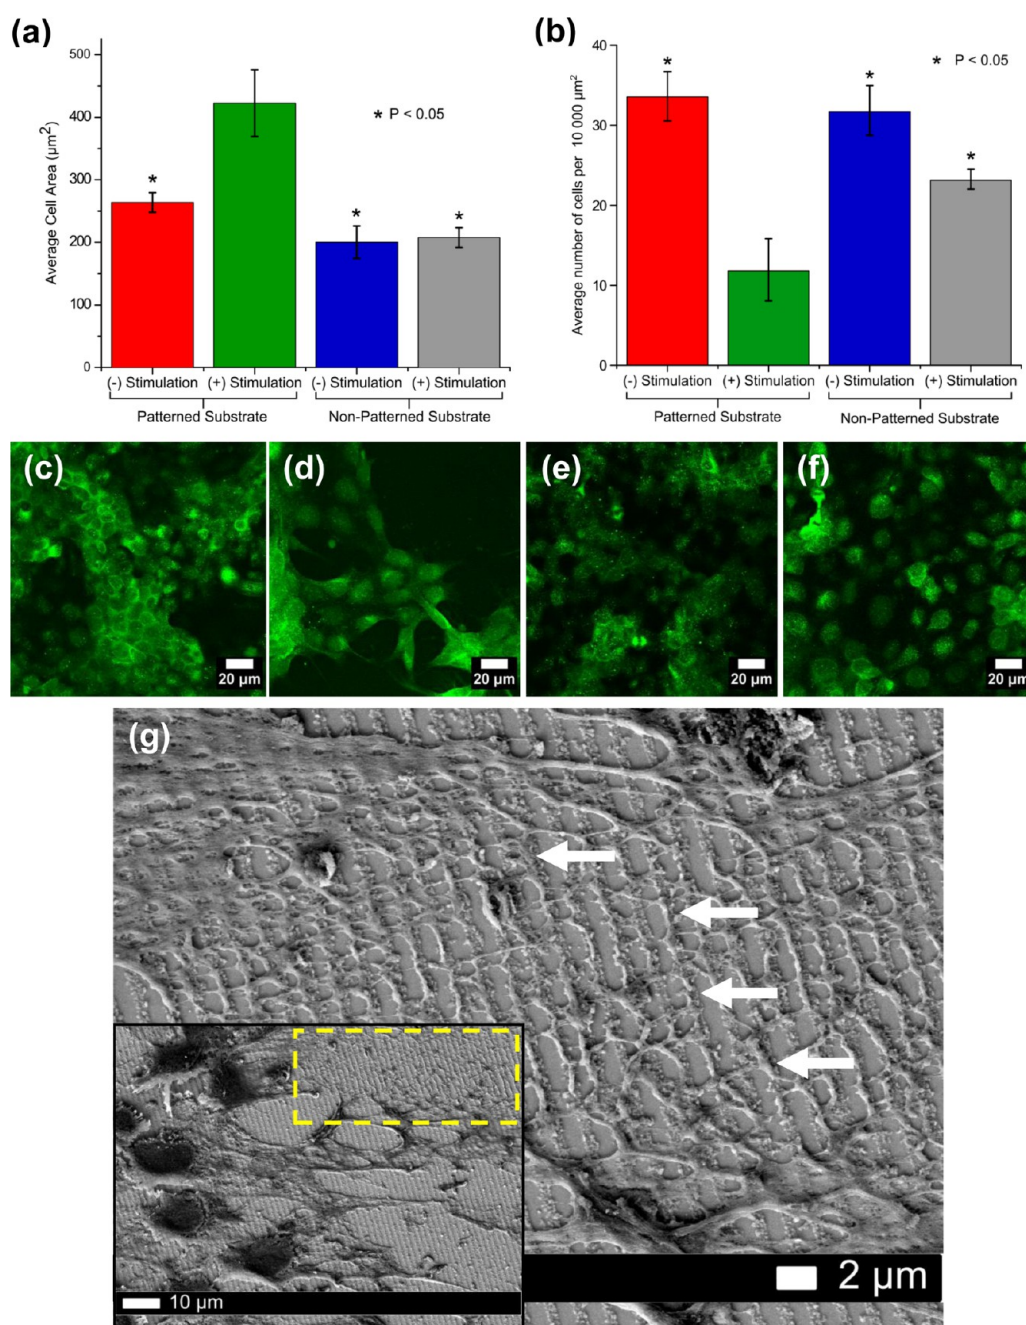 (a)
500
400
300
200
100
0
Average Cell Area (µm²)
* P < 0.05
*
*
*
(-) Stimulation (+) Stimulation (-) Stimulation (+) Stimulation
Patterned Substrate Non-Patterned Substrate
(b)
40
30
20
10
0
Average number of cells per 10 000 µm²
* P < 0.05
*
*
*
(-) Stimulation (+) Stimulation (-) Stimulation (+) Stimulation
Patterned Substrate Non-Patterned Substrate
(c) (d) (e) (f)
20 µm 20 µm 20 µm 20 µm
(g)
2 µm
10 µm